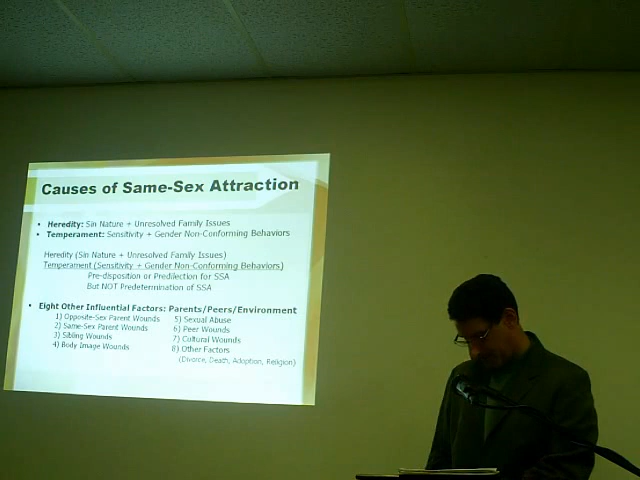 Causes of Same-Sex Attraction
• Heredity: Sin Nature + Unresolved Family Issues
• Temperament: Sensitivity + Gender Non-Conforming Behaviors
Heredity (Sin Nature + Unresolved Family Issues)
Temperament (Sensitivity + Gender Non-Conforming Behaviors)
Pre-disposition or Predilection for SSA
But NOT Predetermination of SSA
• Eight Other Influential Factors: Parents/Peers/Environment
1) Opposite-Sex Parent Wounds
2) Same-Sex Parent Wounds
3) Sibling Wounds
4) Body Image Wounds
5) Sexual Abuse
6) Peer Wounds
7) Cultural Wounds
8) Other Factors
(Divorce, Death, Adoption, Religion)